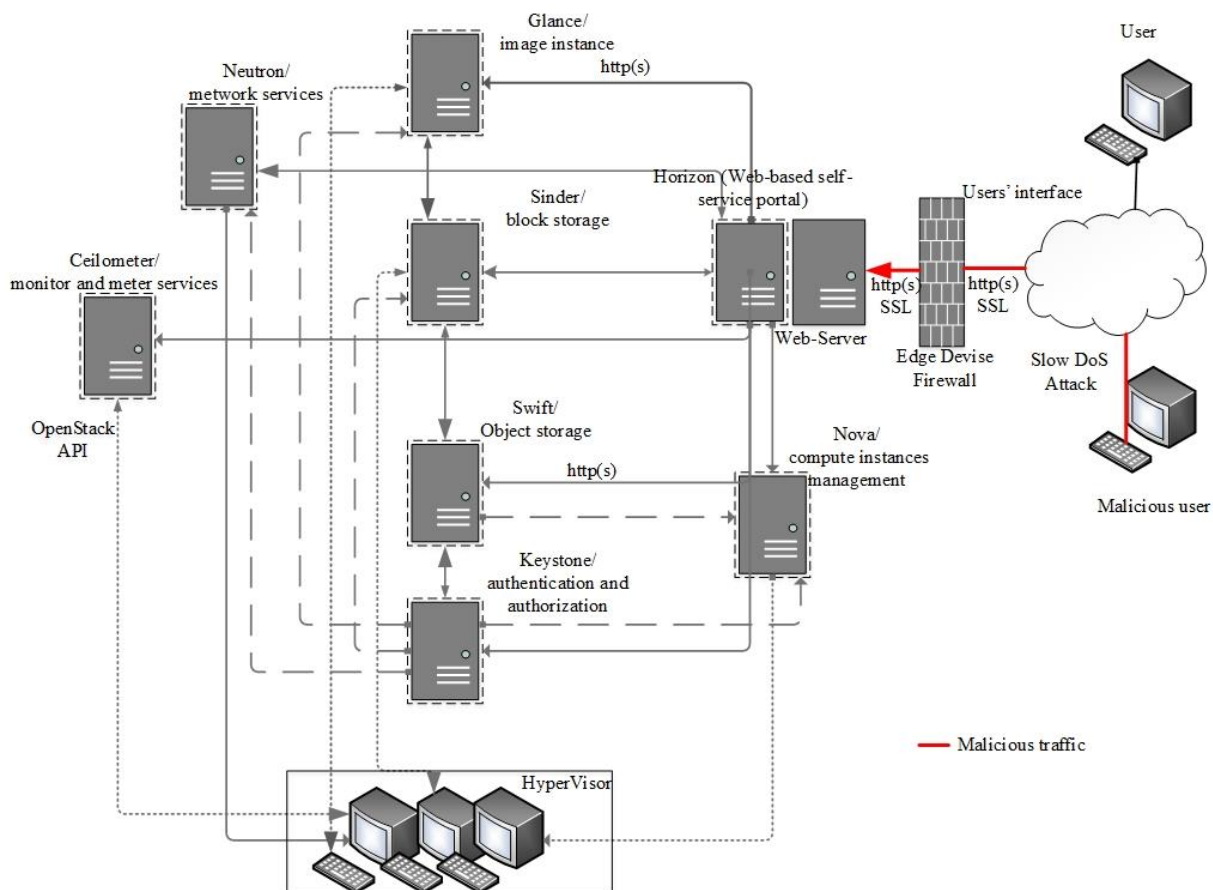 Glance/
image instance
http(s)
User
Neutron/
metwork services
Horizon (Web-based self-
service portal)
Users' interface
Sinder/
block storage
Ceilometer/
monitor and meter services
http(s)
SSL
http(s)
SSL
Web-Server
Edge Devise
Firewall
Slow DoS
Attack
OpenStack
API
Swift/
Object storage
http(s)
Nova/
compute instances
management
Malicious user
Keystone/
authentication and
authorization
Malicious traffic
HyperVisor